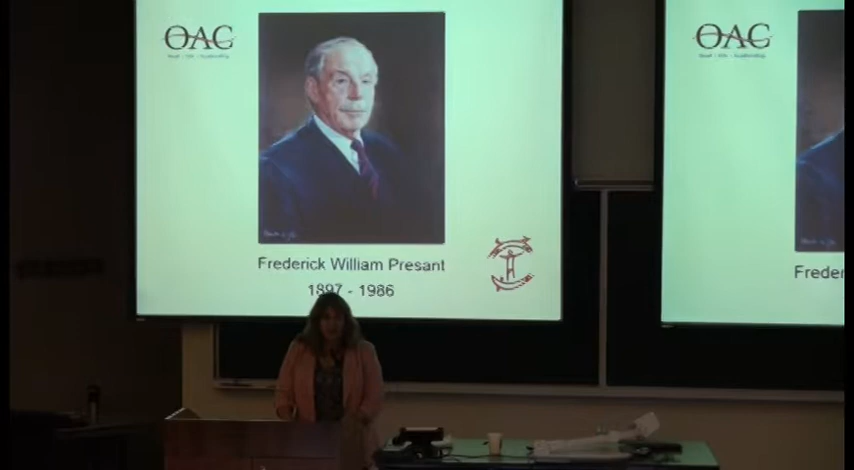 OAC
Frederick William Presant
1897 - 1986
OAC
Freder